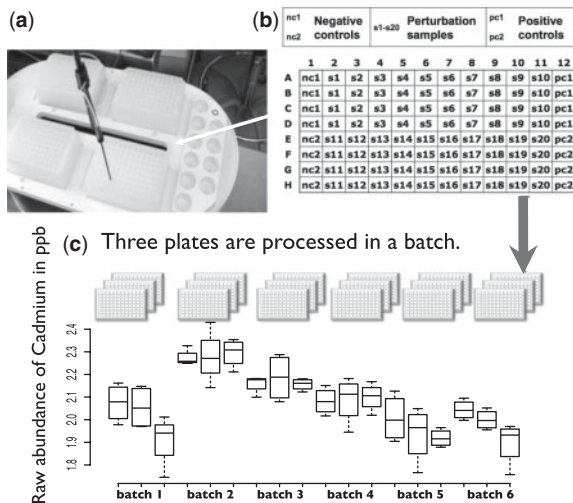 (a)
(b)
nc1 Negative s1-s20 Perturbation pc1 Positive
nc2 controls samples pc2 controls
1 2 3 4 5 6 7 8 9 10 11 12
A nc1 s1 s2 s3 s4 s5 s6 s7 s8 s9 s10 pc1
B nc1 s1 s2 s3 s4 s5 s6 s7 s8 s9 s10 pc1
C nc1 s1 s2 s3 s4 s5 s6 s7 s8 s9 s10 pc1
D nc1 s1 s2 s3 s4 s5 s6 s7 s8 s9 s10 pc1
E nc2 s11 s12 s13 s14 s15 s16 s17 s18 s19 s20 pc2
F nc2 s11 s12 s13 s14 s15 s16 s17 s18 s19 s20 pc2
G nc2 s11 s12 s13 s14 s15 s16 s17 s18 s19 s20 pc2
H nc2 s11 s12 s13 s14 s15 s16 s17 s18 s19 s20 pc2
(c) Three plates are processed in a batch.
Raw abundance of Cadmium in ppb
2.4
2.3
2.2
2.1
2.0
1.9
1.8
batch 1 batch 2 batch 3 batch 4 batch 5 batch 6